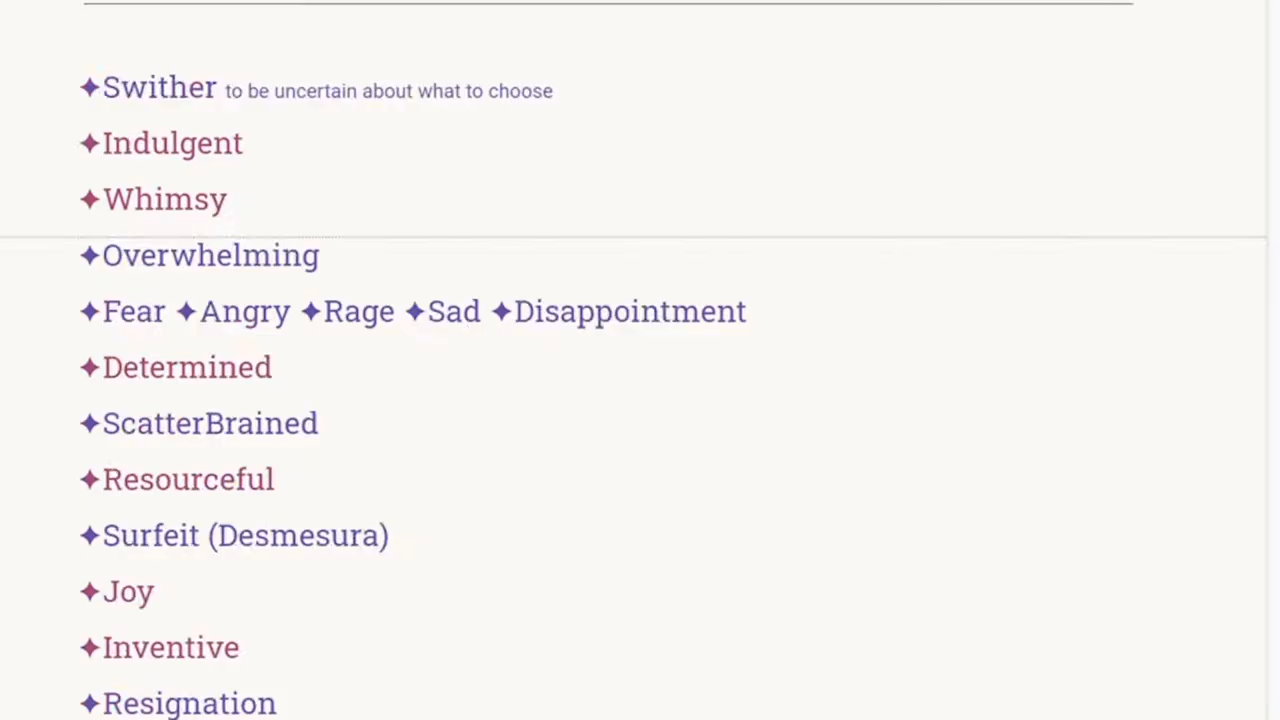 ✦Swither to be uncertain about what to choose
✦Indulgent
✦Whimsy
✦Overwhelming
✦Fear ✦Angry ✦Rage ✦Sad ✦Disappointment
✦Determined
✦ScatterBrained
✦Resourceful
✦Surfeit (Desmesura)
✦Joy
✦Inventive
✦Resignation